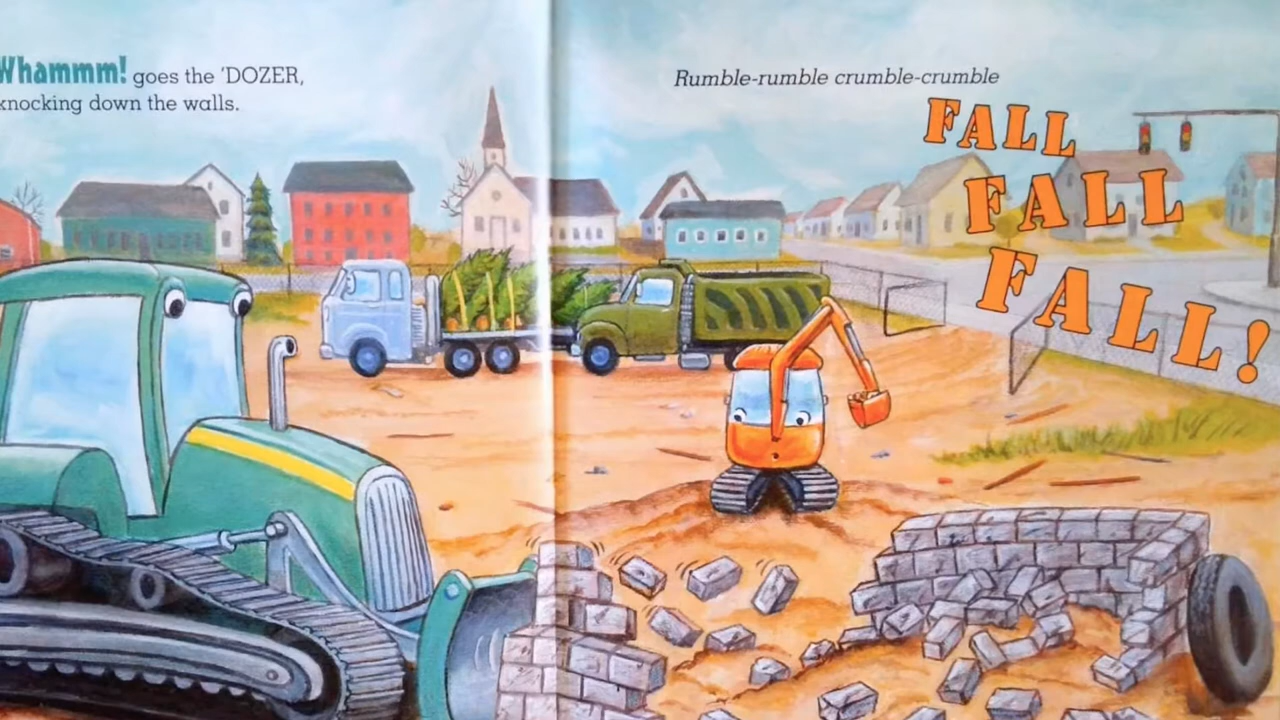 Whammm! goes the 'DOZER,
knocking down the walls.
Rumble-rumble crumble-crumble
FALL
FALL
FALL!